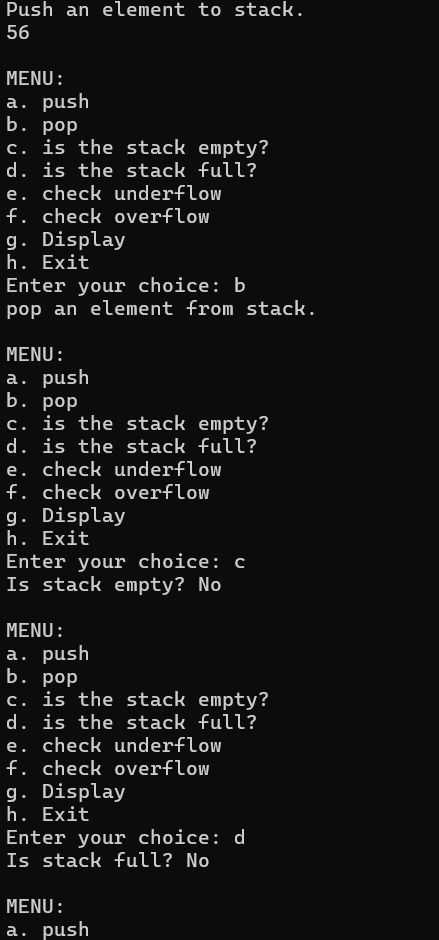 Push an element to stack.
56
MENU:
a. push
b. pop
c. is the stack empty?
d. is the stack full?
e. check underflow
f. check overflow
g. Display
h. Exit
Enter your choice: b
pop an element from stack.
MENU:
a. push
b. pop
c. is the stack empty?
d. is the stack full?
e. check underflow
f. check overflow
g. Display
h. Exit
Enter your choice: c
Is stack empty? No
MENU:
a. push
b. pop
c. is the stack empty?
d. is the stack full?
e. check underflow
f. check overflow
g. Display
h. Exit
Enter your choice: d
Is stack full? No
MENU:
a. push